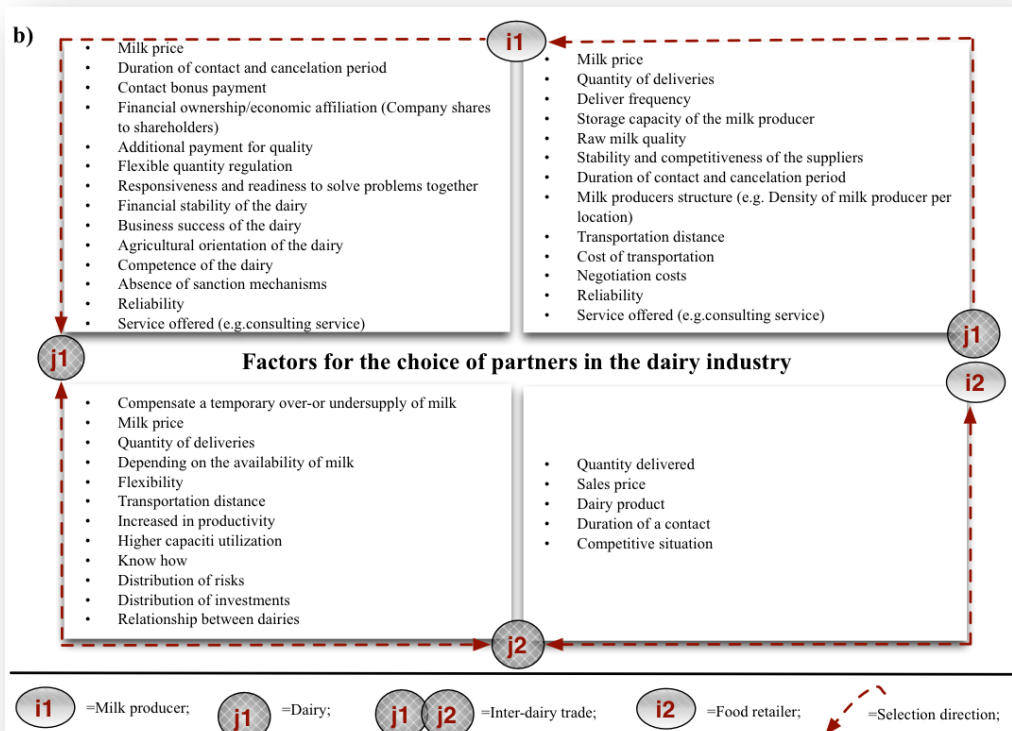 b)
i1
• Milk price
• Duration of contact and cancelation period
• Contact bonus payment
• Financial ownership/economic affiliation (Company shares
to shareholders)
• Additional payment for quality
• Flexible quantity regulation
• Responsiveness and readiness to solve problems together
• Financial stability of the dairy
• Business success of the dairy
• Agricultural orientation of the dairy
• Competence of the dairy
• Absence of sanction mechanisms
• Reliability
• Service offered (e.g.consulting service)
• Milk price
• Quantity of deliveries
• Deliver frequency
• Storage capacity of the milk producer
• Raw milk quality
• Stability and competitiveness of the suppliers
• Duration of contact and cancelation period
• Milk producers structure (e.g. Density of milk producer per
location)
• Transportation distance
• Cost of transportation
• Negotiation costs
• Reliability
• Service offered (e.g.consulting service)
j1
j1
Factors for the choice of partners in the dairy industry
i2
• Compensate a temporary over-or undersupply of milk
• Milk price
• Quantity of deliveries
• Depending on the availability of milk
• Flexibility
• Transportation distance
• Increased in productivity
• Higher capaciti utilization
• Know how
• Distribution of risks
• Distribution of investments
• Relationship between dairies
• Quantity delivered
• Sales price
• Dairy product
• Duration of a contact
• Competitive situation
j2
i1 =Milk producer; j1 =Dairy; j1 j2 =Inter-dairy trade; i2 =Food retailer; =Selection direction;